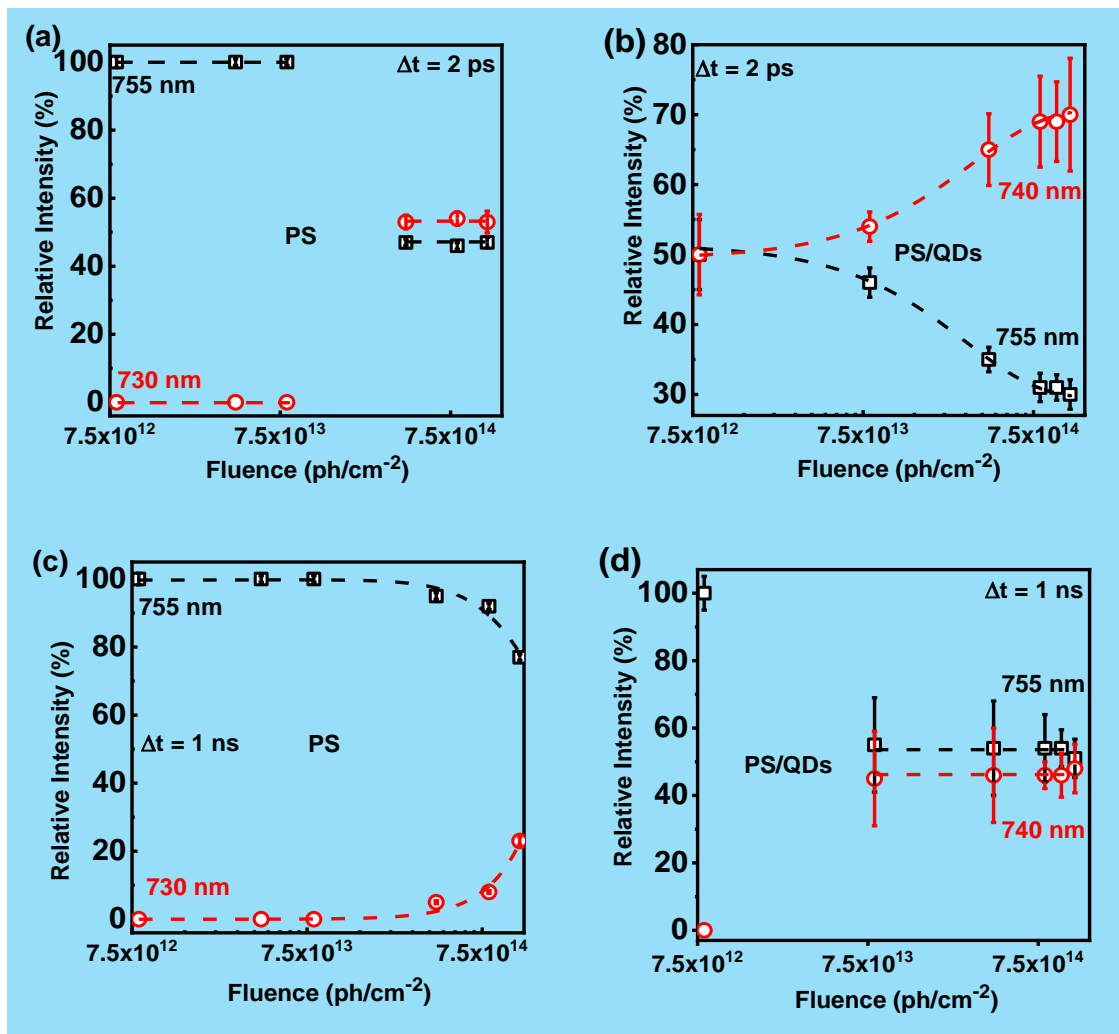 (a)
Relative Intensity (%)
100
80
60
40
20
0
755 nm
Δt = 2 ps
PS
730 nm
7.5x10¹²
7.5x10¹³
7.5x10¹⁴
Fluence (ph/cm⁻²)
(b)
Relative Intensity (%)
80
70
60
50
40
30
Δt = 2 ps
740 nm
PS/QDs
755 nm
7.5x10¹²
7.5x10¹³
7.5x10¹⁴
Fluence (ph/cm⁻²)
(c)
Relative Intensity (%)
100
80
60
40
20
0
755 nm
Δt = 1 ns
PS
730 nm
7.5x10¹²
7.5x10¹³
7.5x10¹⁴
Fluence (ph/cm⁻²)
(d)
Relative Intensity (%)
100
80
60
40
20
0
Δt = 1 ns
755 nm
PS/QDs
740 nm
7.5x10¹²
7.5x10¹³
7.5x10¹⁴
Fluence (ph/cm⁻²)